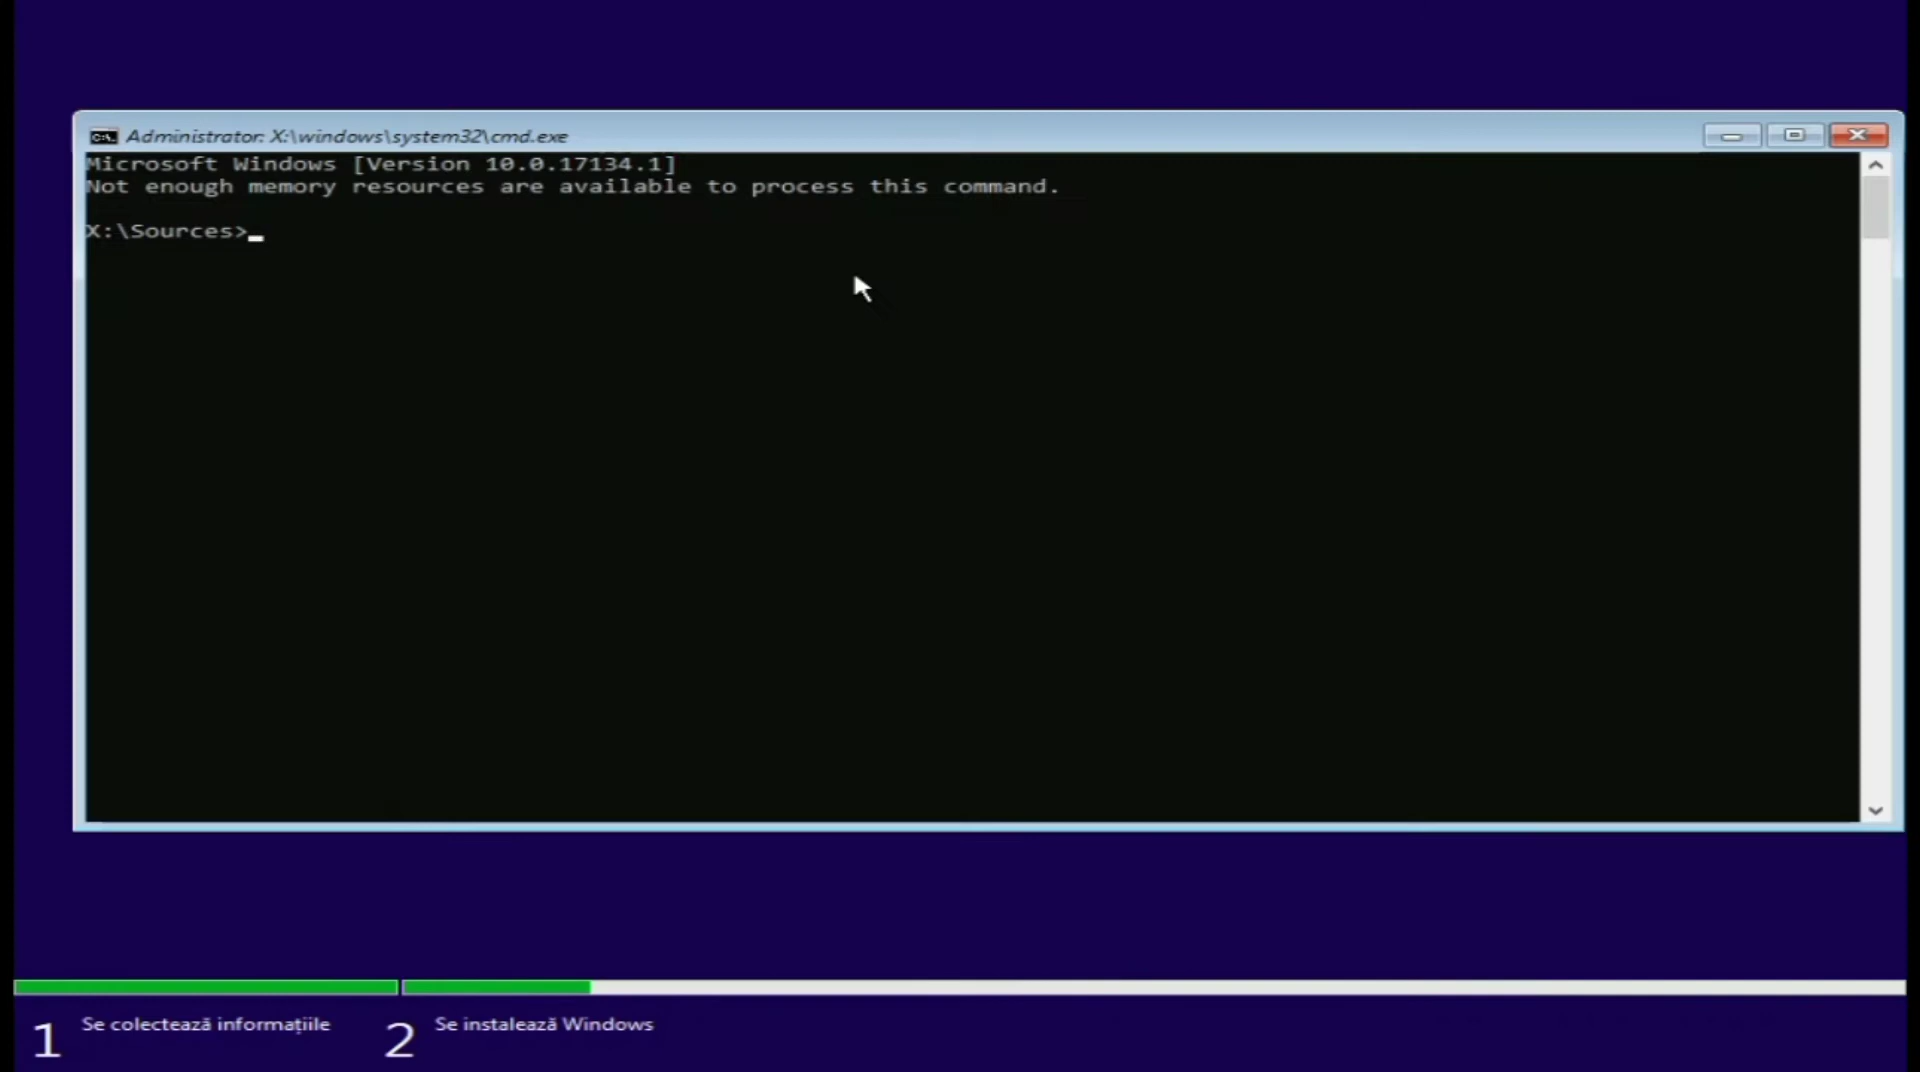 Administrator: X:\windows\system32\cmd.exe
Microsoft Windows [Version 10.0.17134.1]
Not enough memory resources are available to process this command.
X:\Sources>
1 Se colectează informațiile
2 Se instalează Windows